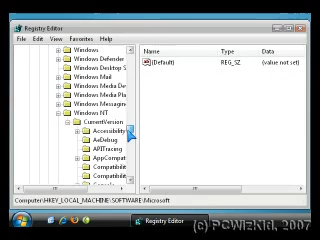 Registry Editor
File Edit View Favorites Help
Name Type Data
(Default) REG_SZ (value not set)
Windows
Windows Defender
Windows Desktop S
Windows Mail
Windows Media De
Windows Media Pla
Windows Messaging
Windows NT
CurrentVersion
Accessibility
AeDebug
APITracing
AppCompat
Compatibilit
Compatibilit
Console
Computer\HKEY_LOCAL_MACHINE\SOFTWARE\Microsoft
Registry Editor
(c) PCWizKid, 2007